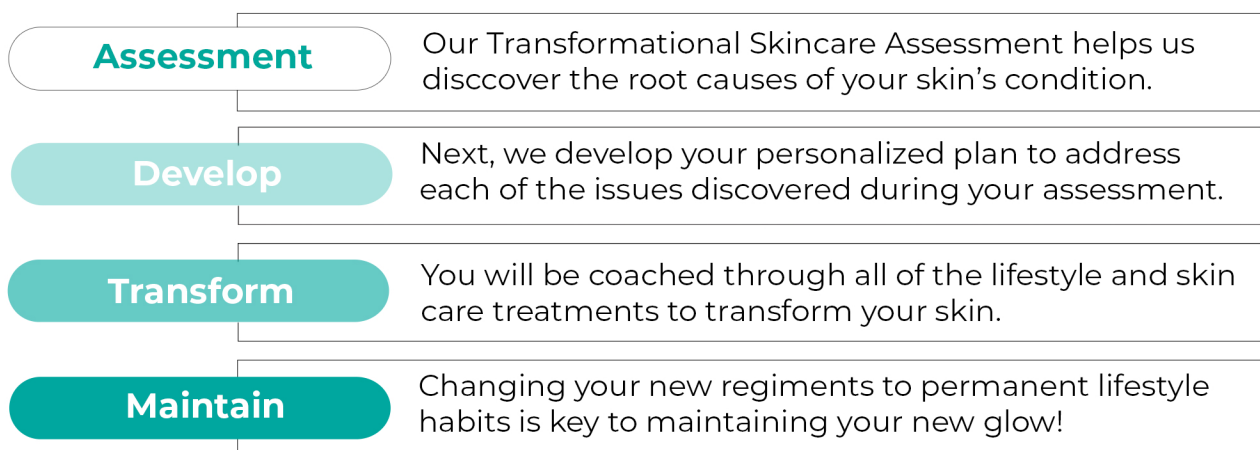 Assessment
Our Transformational Skincare Assessment helps us
disccover the root causes of your skin's condition.
Develop
Next, we develop your personalized plan to address
each of the issues discovered during your assessment.
Transform
You will be coached through all of the lifestyle and skin
care treatments to transform your skin.
Maintain
Changing your new regiments to permanent lifestyle
habits is key to maintaining your new glow!